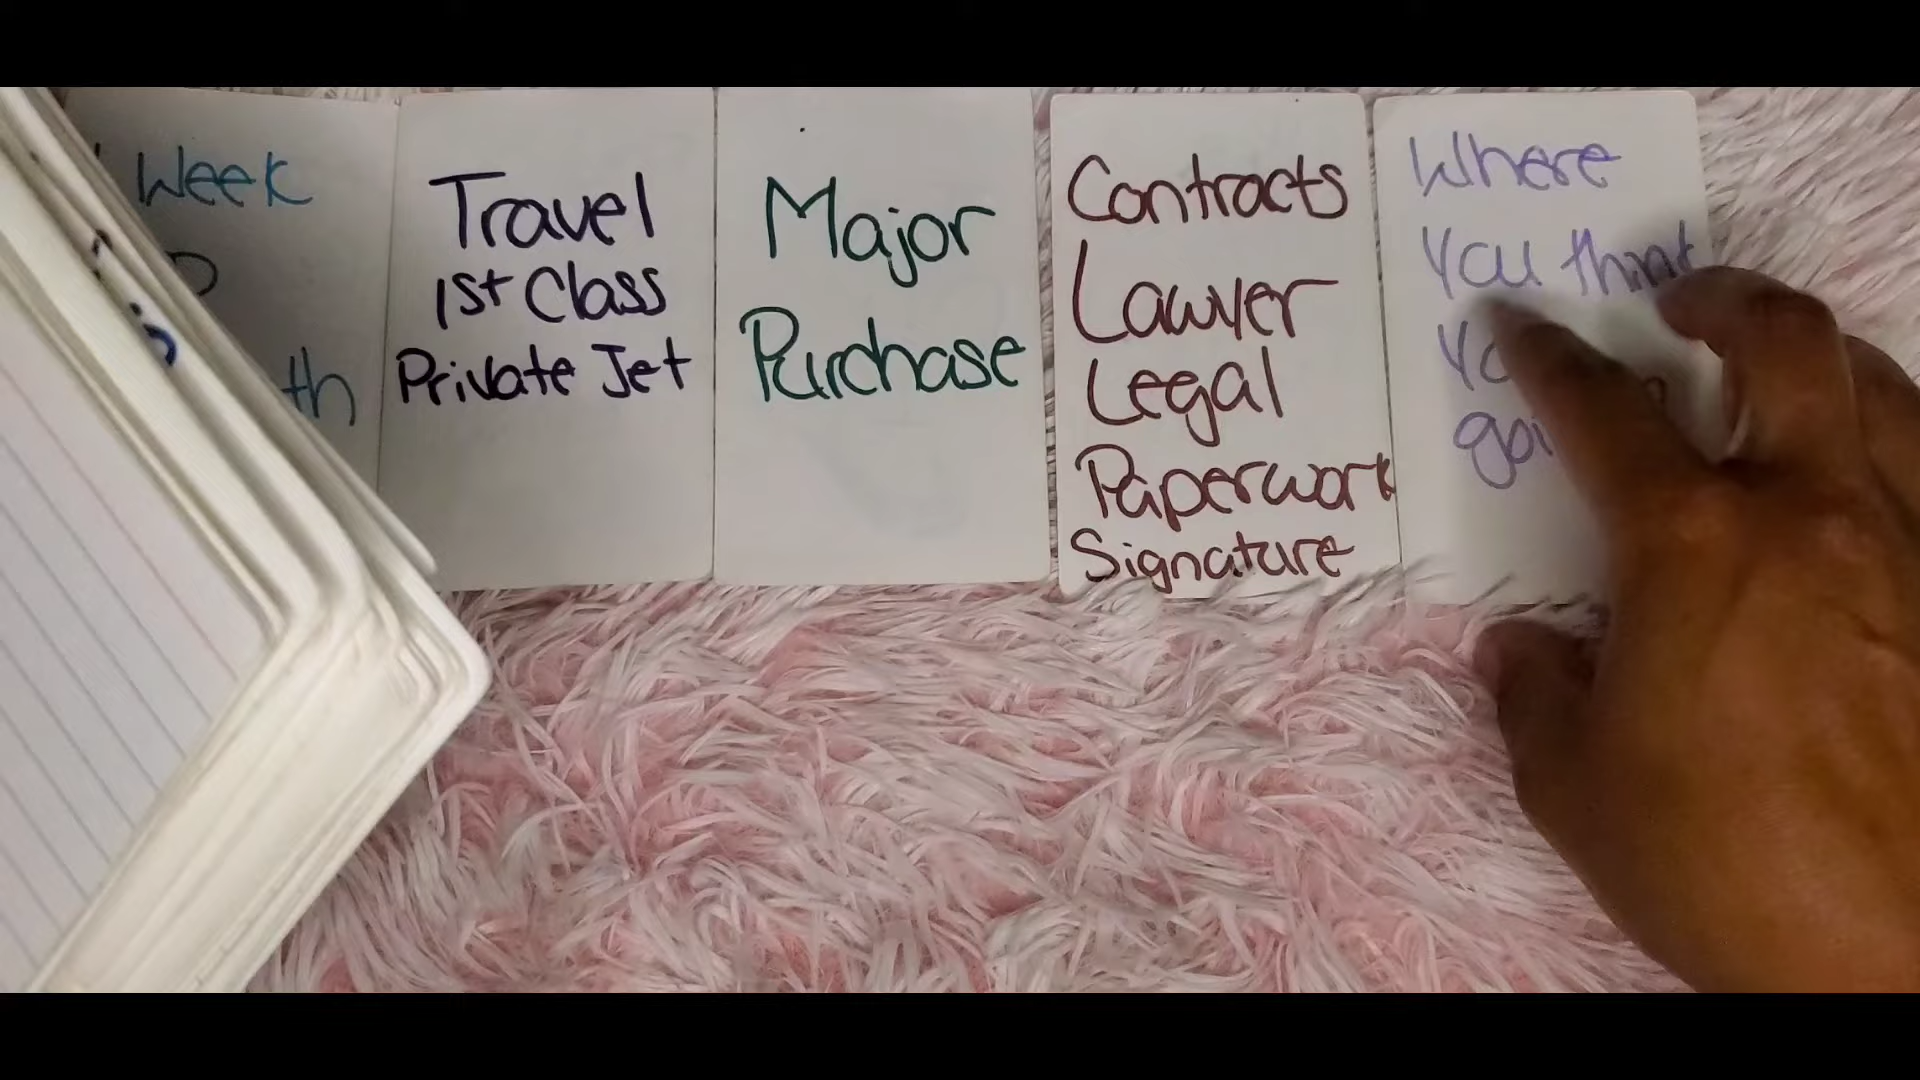 Week
th
Travel
1st Class
Private Jet
Major
Purchase
Contracts
Lawyer
Legal
Paperwork
Signature
Where
You think